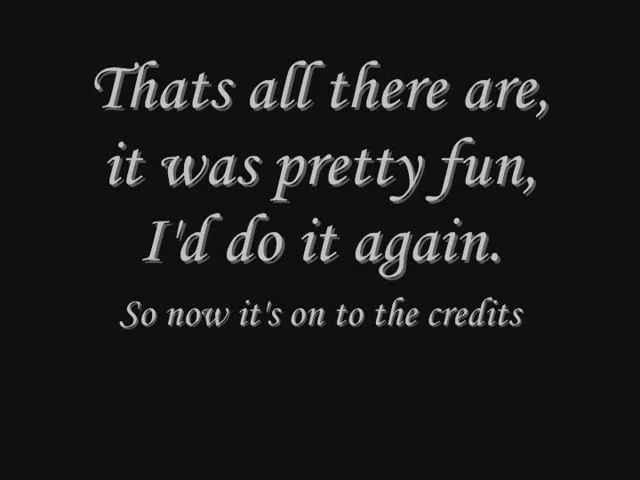 Thats all there are,
it was pretty fun,
I'd do it again.
So now it's on to the credits